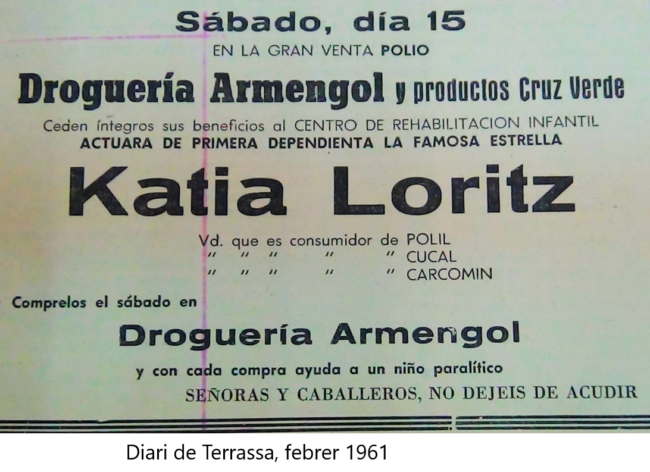 Sábado, día 15
EN LA GRAN VENTA POLIO
Droguería Armengol y productos Cruz Verde
Ceden íntegros sus beneficios al CENTRO DE REHABILITACION INFANTIL
ACTUARA DE PRIMERA DEPENDIENTA LA FAMOSA ESTRELLA
Katia Loritz
Vd. que es consumidor de POLIL
" " " " " CUCAL
" " " " " CARCOMIN
Comprelos el sábado en
Droguería Armengol
y con cada compra ayuda a un niño paralítico
SEÑORAS Y CABALLEROS, NO DEJEIS DE ACUDIR
Diari de Terrassa, febrer 1961